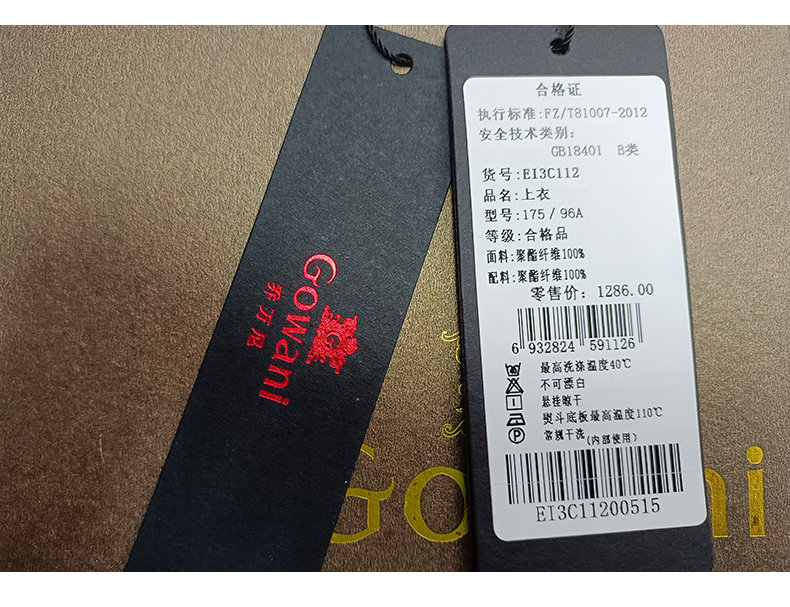 Gowani
乔万尼
G
合格证
执行标准:FZ/T81007-2012
安全技术类别:
GB18401 B类
货号:EI3C112
品名:上衣
型号:175/96A
等级:合格品
面料:聚酯纤维100%
配料:聚酯纤维100%
零售价: 1286.00
6 932824 591126
最高洗涤温度40℃
不可漂白
悬挂晾干
熨斗底板最高温度110℃
常规干洗(内部使用)
EI3C11200515